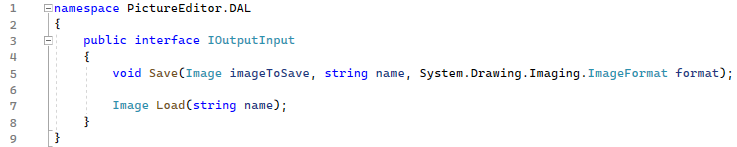 1 namespace PictureEditor.DAL
2 {
3 public interface IOutputInput
4 {
5 void Save(Image imageToSave, string name, System.Drawing.Imaging.ImageFormat format);
6
7 Image Load(string name);
8 }
9 }